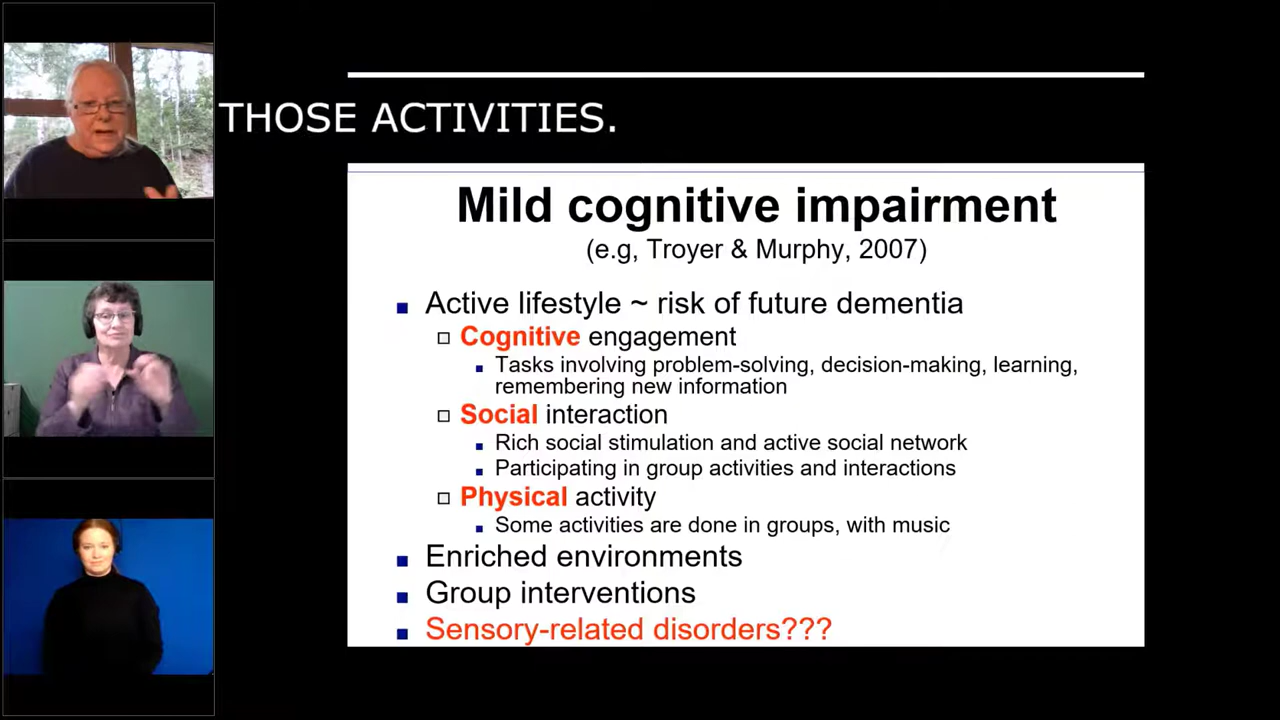 THOSE ACTIVITIES.
Mild cognitive impairment
(e.g, Troyer & Murphy, 2007)
Active lifestyle ~ risk of future dementia
Cognitive engagement
Tasks involving problem-solving, decision-making, learning,
remembering new information
Social interaction
Rich social stimulation and active social network
Participating in group activities and interactions
Physical activity
Some activities are done in groups, with music
Enriched environments
Group interventions
Sensory-related disorders???